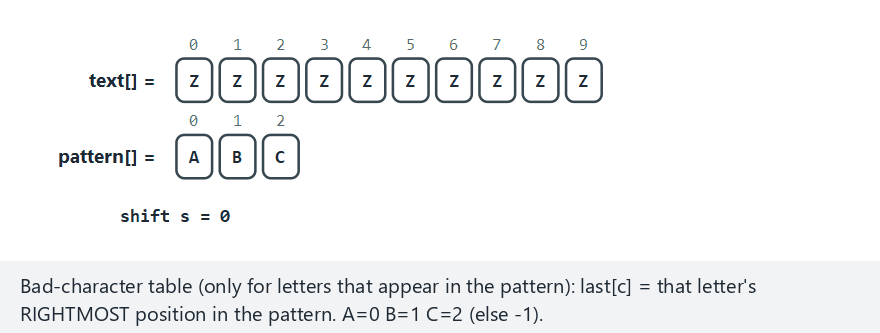 0 1 2 3 4 5 6 7 8 9
text[] = Z Z Z Z Z Z Z Z Z Z
0 1 2
pattern[] = A B C
shift s = 0
Bad-character table (only for letters that appear in the pattern): last[c] = that letter's
RIGHTMOST position in the pattern. A=0 B=1 C=2 (else -1).